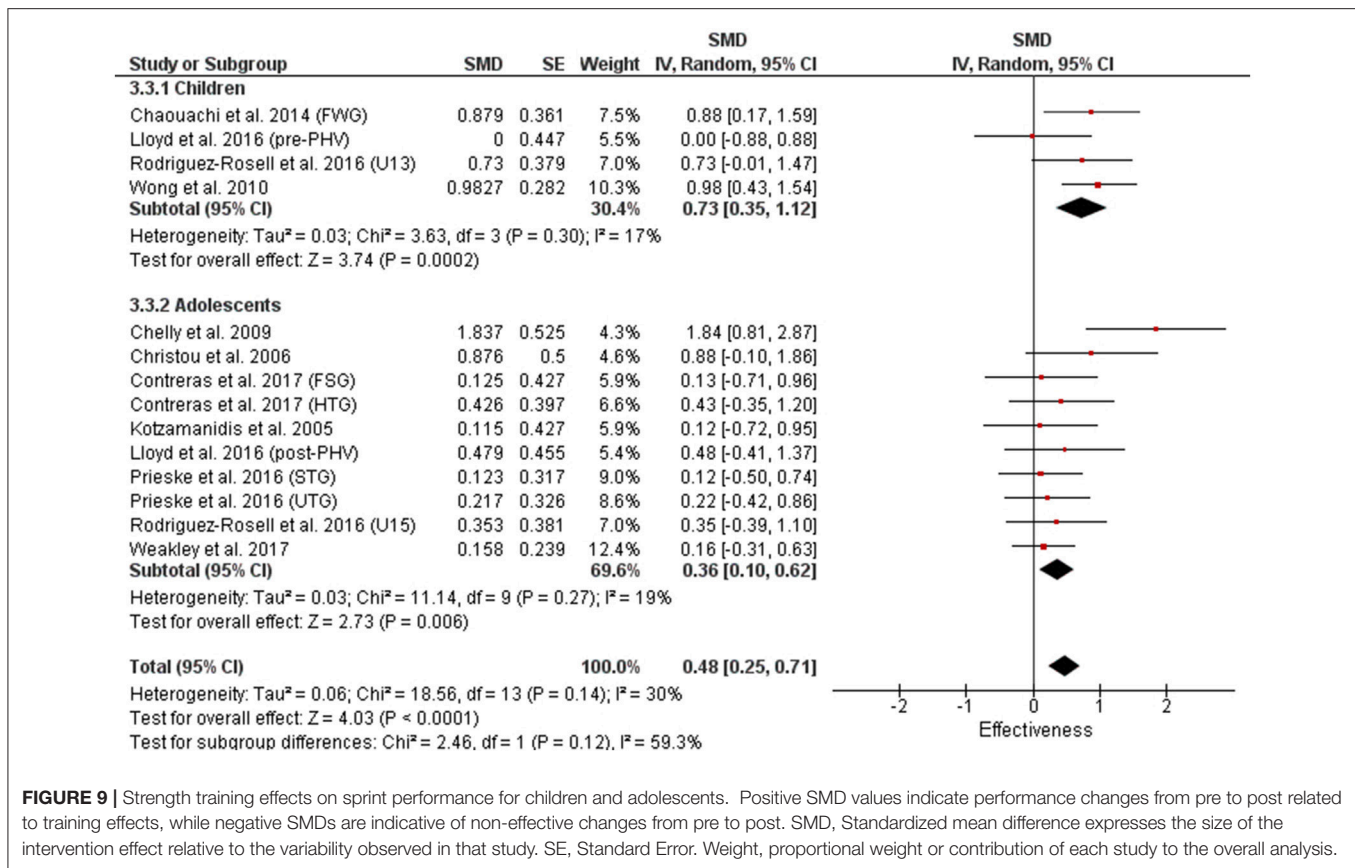 SMD SMD
Study or Subgroup SMD SE Weight IV, Random, 95% CI IV, Random, 95% CI
3.3.1 Children
Chaouachi et al. 2014 (FWG) 0.879 0.361 7.5% 0.88 [0.17, 1.59]
Lloyd et al. 2016 (pre-PHV) 0 0.447 5.5% 0.00 [-0.88, 0.88]
Rodriguez-Rosell et al. 2016 (U13) 0.73 0.379 7.0% 0.73 [-0.01, 1.47]
Wong et al. 2010 0.9827 0.282 10.3% 0.98 [0.43, 1.54]
Subtotal (95% CI) 30.4% 0.73 [0.35, 1.12]
Heterogeneity: Tau² = 0.03; Chi² = 3.63, df = 3 (P = 0.30); I² = 17%
Test for overall effect: Z = 3.74 (P = 0.0002)
3.3.2 Adolescents
Chelly et al. 2009 1.837 0.525 4.3% 1.84 [0.81, 2.87]
Christou et al. 2006 0.876 0.5 4.6% 0.88 [-0.10, 1.86]
Contreras et al. 2017 (FSG) 0.125 0.427 5.9% 0.13 [-0.71, 0.96]
Contreras et al. 2017 (HTG) 0.426 0.397 6.6% 0.43 [-0.35, 1.20]
Kotzamanidis et al. 2005 0.115 0.427 5.9% 0.12 [-0.72, 0.95]
Lloyd et al. 2016 (post-PHV) 0.479 0.455 5.4% 0.48 [-0.41, 1.37]
Prieske et al. 2016 (STG) 0.123 0.317 9.0% 0.12 [-0.50, 0.74]
Prieske et al. 2016 (UTG) 0.217 0.326 8.6% 0.22 [-0.42, 0.86]
Rodriguez-Rosell et al. 2016 (U15) 0.353 0.381 7.0% 0.35 [-0.39, 1.10]
Weakley et al. 2017 0.158 0.239 12.4% 0.16 [-0.31, 0.63]
Subtotal (95% CI) 69.6% 0.36 [0.10, 0.62]
Heterogeneity: Tau² = 0.03; Chi² = 11.14, df = 9 (P = 0.27); I² = 19%
Test for overall effect: Z = 2.73 (P = 0.006)
Total (95% CI) 100.0% 0.48 [0.25, 0.71]
Heterogeneity: Tau² = 0.06; Chi² = 18.56, df = 13 (P = 0.14); I² = 30%
Test for overall effect: Z = 4.03 (P < 0.0001)
Test for subgroup differences: Chi² = 2.46, df = 1 (P = 0.12), I² = 59.3%
-2 -1 0 1 2
Effectiveness
FIGURE 9 | Strength training effects on sprint performance for children and adolescents. Positive SMD values indicate performance changes from pre to post related
to training effects, while negative SMDs are indicative of non-effective changes from pre to post. SMD, Standardized mean difference expresses the size of the
intervention effect relative to the variability observed in that study. SE, Standard Error. Weight, proportional weight or contribution of each study to the overall analysis.